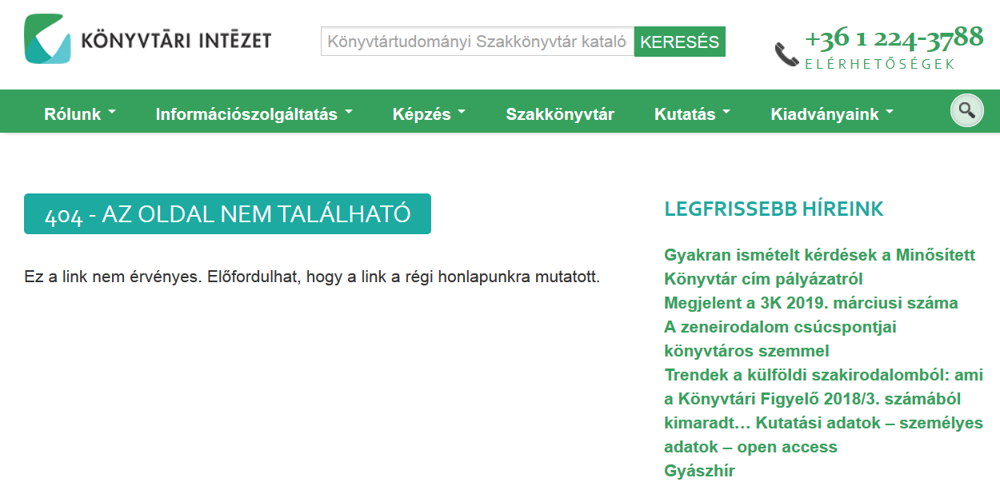 KÖNYVTÁRI INTÉZET
Könyvtártudományi Szakkönyvtár kataló
KERESÉS
+36 1 224-3788
ELÉRHETŐSÉGEK
Rólunk
Információszolgáltatás
Képzés
Szakkönyvtár
Kutatás
Kiadványaink
404 - AZ OLDAL NEM TALÁLHATÓ
Ez a link nem érvényes. Előfordulhat, hogy a link a régi honlapunkra mutatott.
LEGFRISSEBB HÍREINK
Gyakran ismételt kérdések a Minősített
Könyvtár cím pályázatról
Megjelent a 3K 2019. márciusi száma
A zeneirodalom csúcspontjai
könyvtáros szemmel
Trendek a külföldi szakirodalomból: ami
a Könyvtári Figyelő 2018/3. számából
kimaradt… Kutatási adatok – személyes
adatok – open access
Gyászhír